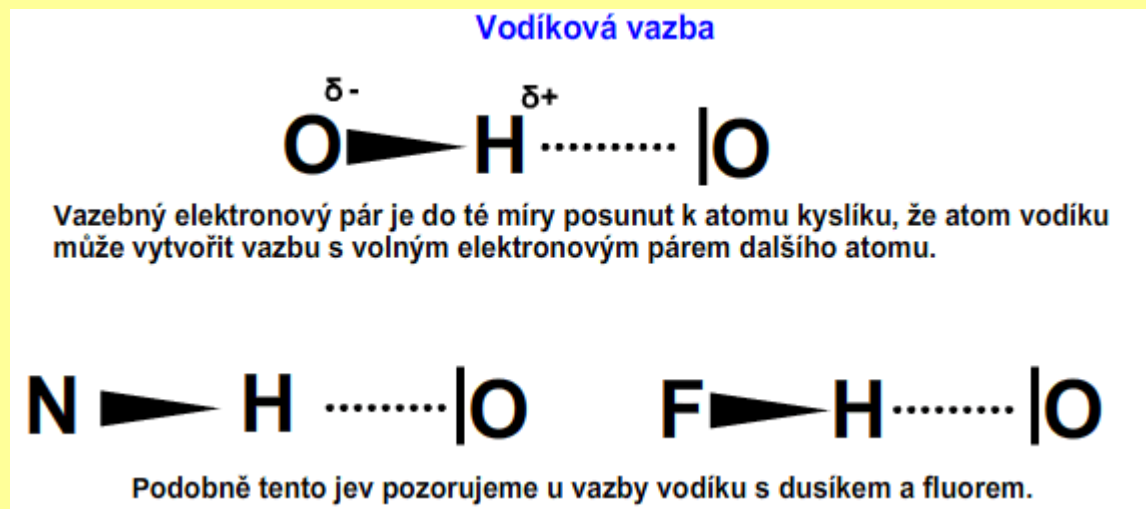 Vodíková vazba
δ - δ+
O H |O
Vazebný elektronový pár je do té míry posunut k atomu kyslíku, že atom vodíku
může vytvořit vazbu s volným elektronovým párem dalšího atomu.
N H |O F H |O
Podobně tento jev pozorujeme u vazby vodíku s dusíkem a fluorem.